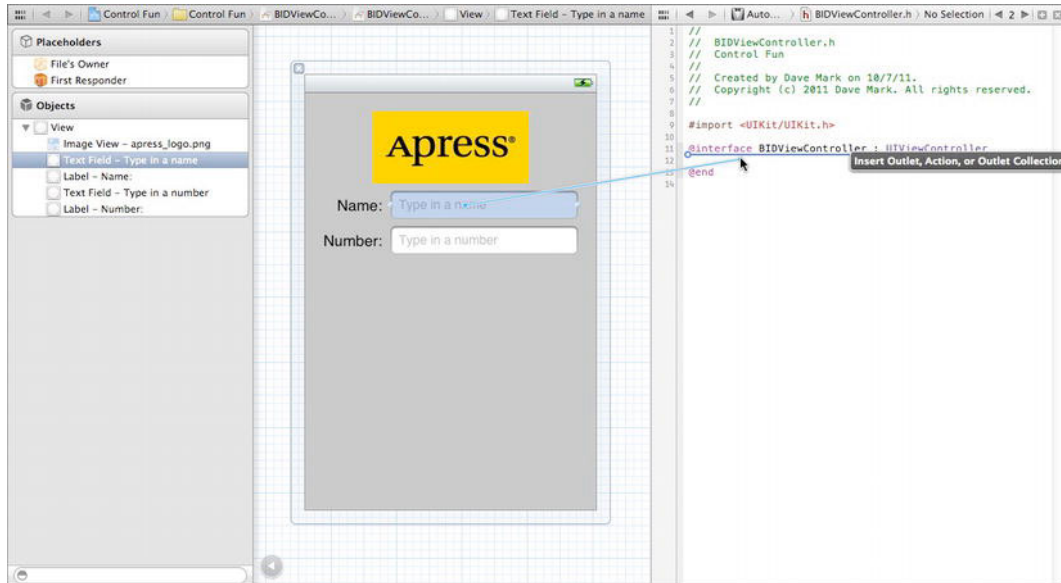 Control Fun Control Fun BIDViewCo... BIDViewCo... View Text Field – Type in a name
Auto... BIDViewController.h No Selection 2
Placeholders
File's Owner
First Responder
Objects
View
Image View – apress_logo.png
Text Field – Type in a name
Label – Name:
Text Field – Type in a number
Label – Number:
Apress®
Name: Type in a name
Number: Type in a number
1 //
2 // BIDViewController.h
3 // Control Fun
4 //
5 // Created by Dave Mark on 10/7/11.
6 // Copyright (c) 2011 Dave Mark. All rights reserved.
7 //
8
9 #import <UIKit/UIKit.h>
10
11 @interface BIDViewController : UIViewController
12
13 @end
14
Insert Outlet, Action, or Outlet Collection